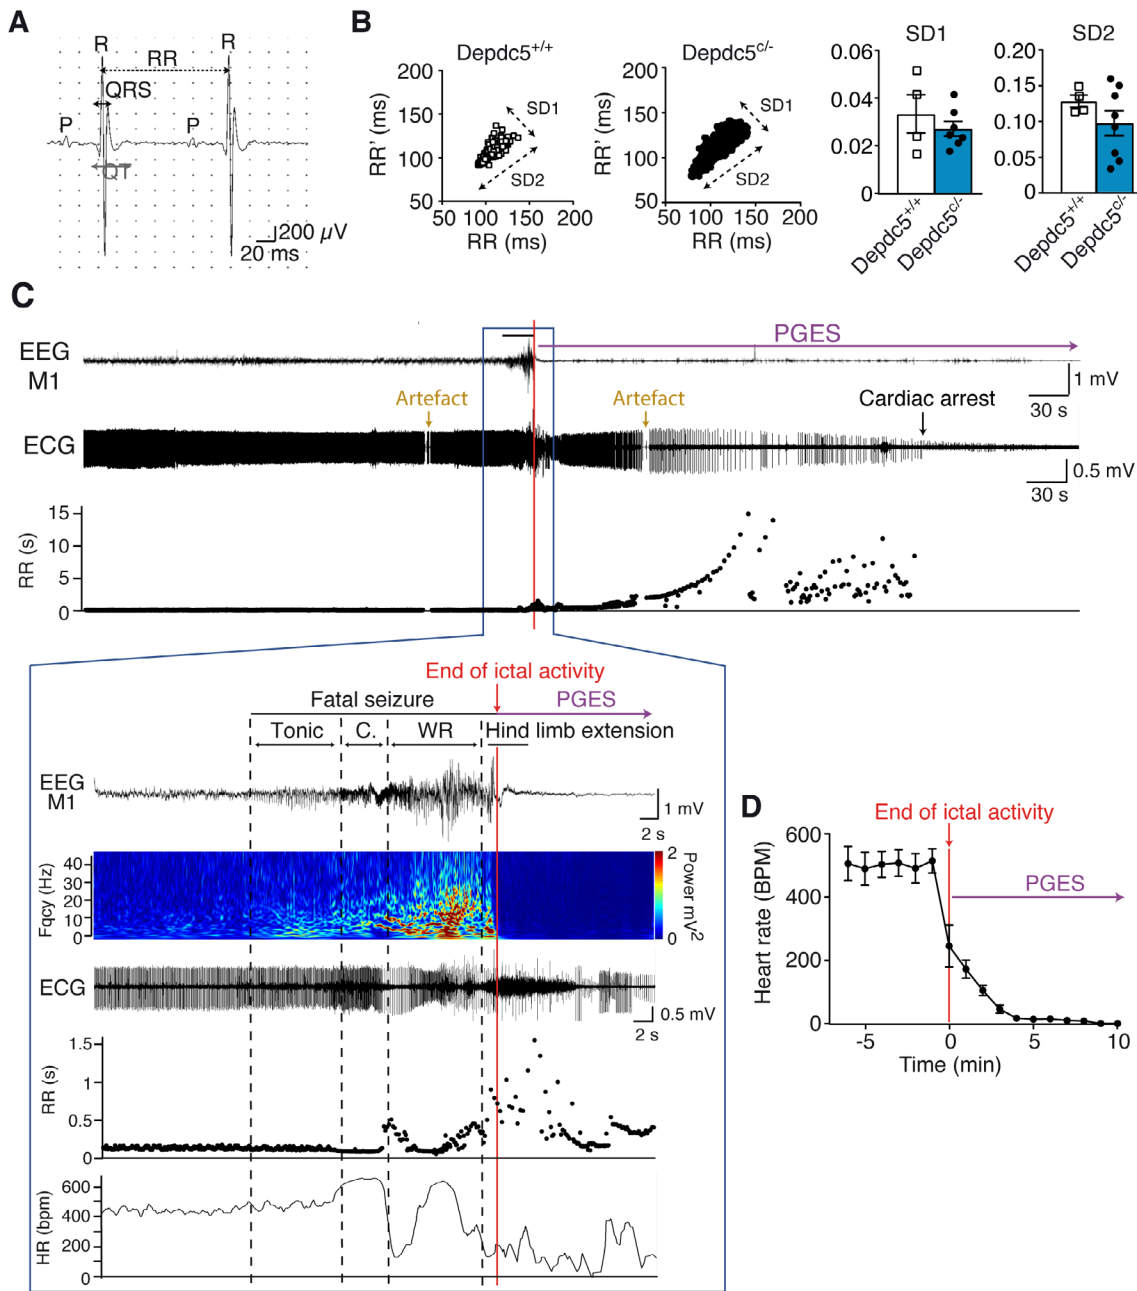 A
R
R
RR
QRS
P
P
QT
200 µV
20 ms
B
Depdc5+/+
Depdc5c/-
200
150
100
50
RR' (ms)
SD1
SD2
50 100 150 200
RR (ms)
200
150
100
50
RR' (ms)
SD1
SD2
50 100 150 200
RR (ms)
SD1
0.06
0.04
0.02
0
Depdc5+/+
Depdc5c/-
SD2
0.20
0.15
0.10
0.05
0
Depdc5+/+
Depdc5c/-
C
EEG
M1
PGES
1 mV
30 s
Artefact
Artefact
Cardiac arrest
ECG
0.5 mV
30 s
15
10
5
0
RR (s)
End of ictal activity
Fatal seizure
PGES
Tonic
C.
WR
Hind limb extension
EEG
M1
1 mV
2 s
40
30
20
10
0
Fqcy (Hz)
2
0
Power mV2
ECG
0.5 mV
2 s
1.5
1
0.5
0
RR (s)
600
400
200
0
HR (bpm)
D
End of ictal activity
600
400
200
0
Heart rate (BPM)
PGES
-5 0 5 10
Time (min)